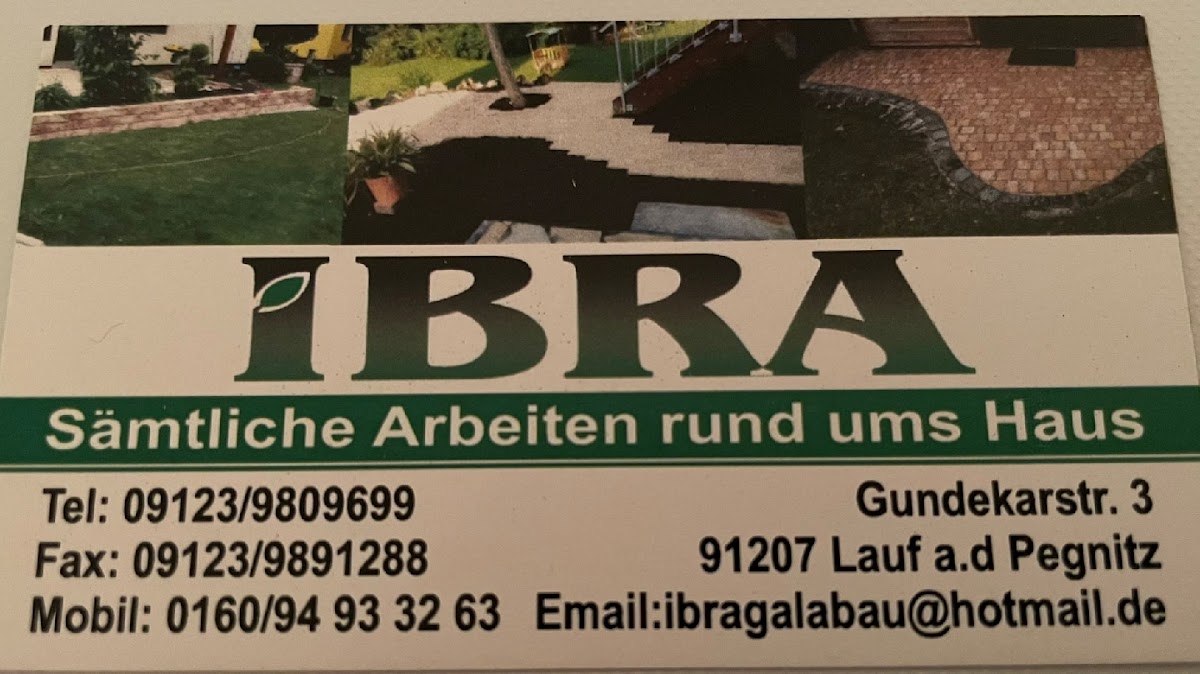 IBRA
Sämtliche Arbeiten rund ums Haus
Tel: 09123/9809699
Fax: 09123/9891288
Mobil: 0160/94 93 32 63
Gundekarstr. 3
91207 Lauf a.d Pegnitz
Email:ibragalabau@hotmail.de